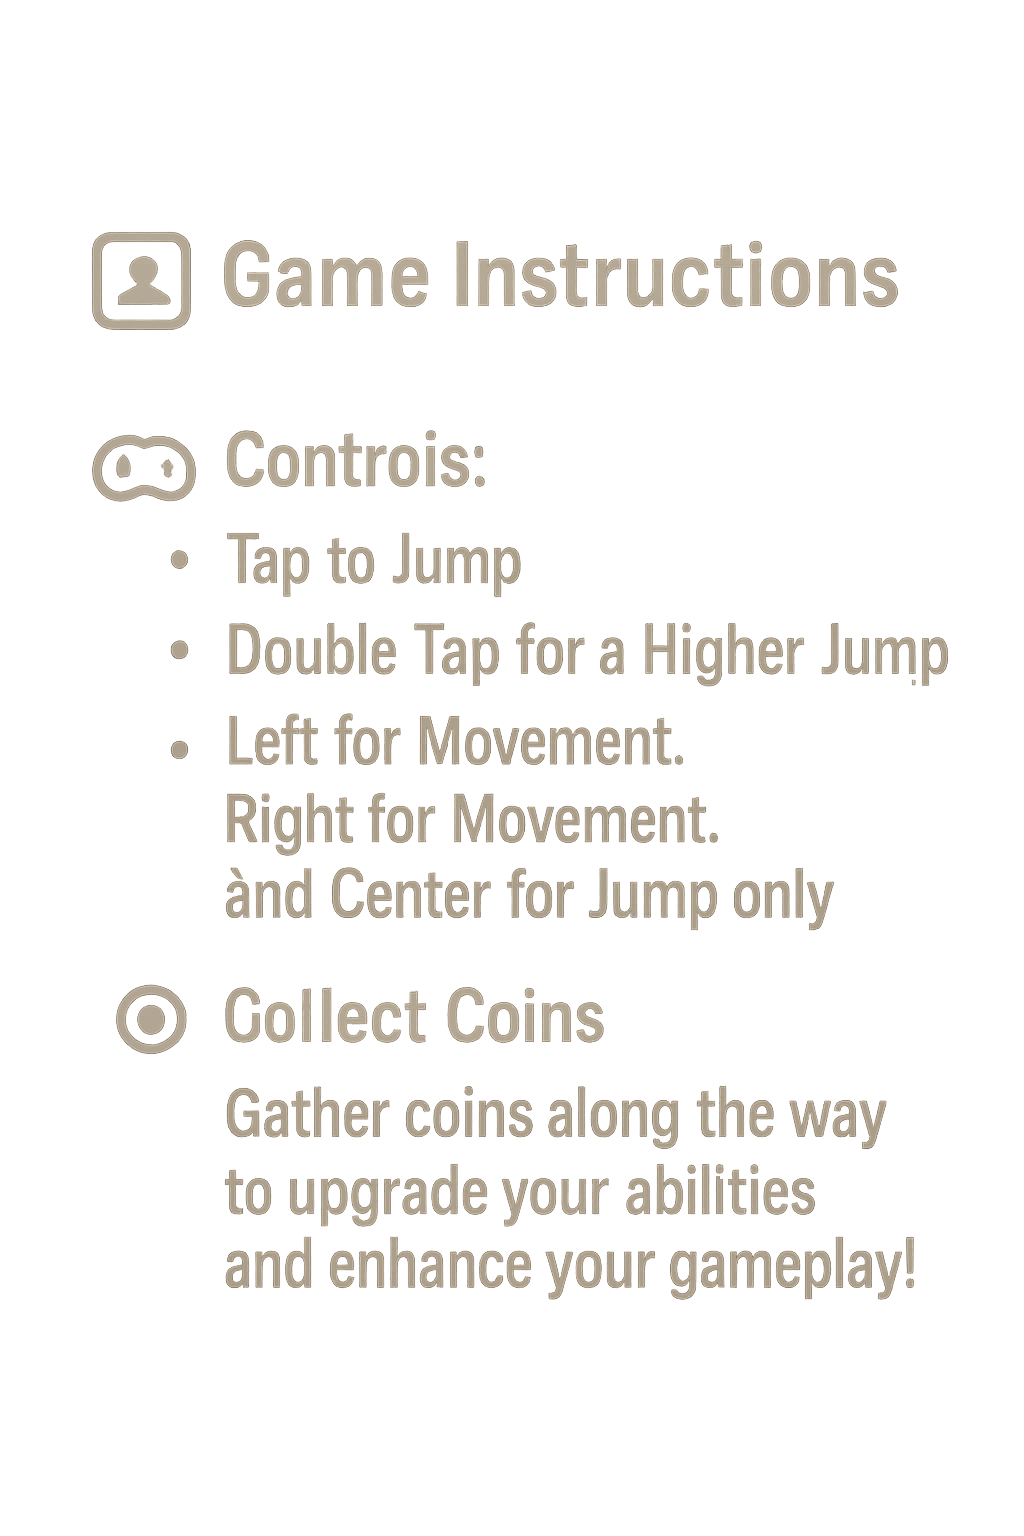 Game Instructions
Controis:
• Tap to Jump
• Double Tap for a Higher Jump
• Left for Movement.
Right for Movement.
ànd Center for Jump only
Collect Coins
Gather coins along the way
to upgrade your abilities
and enhance your gameplay!